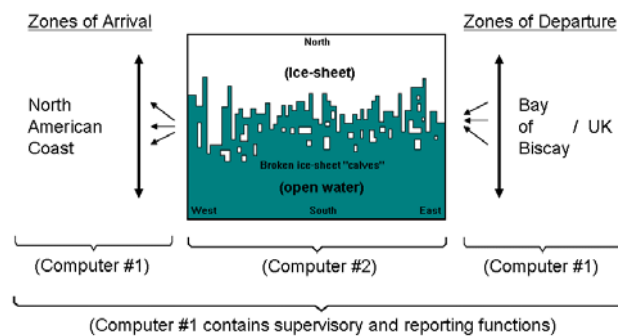 Zones of Arrival
Zones of Departure
North
(Ice-sheet)
North
American
Coast
Bay
of / UK
Biscay
Broken ice-sheet "calves"
(open water)
West South East
(Computer #1) (Computer #2) (Computer #1)
(Computer #1 contains supervisory and reporting functions)